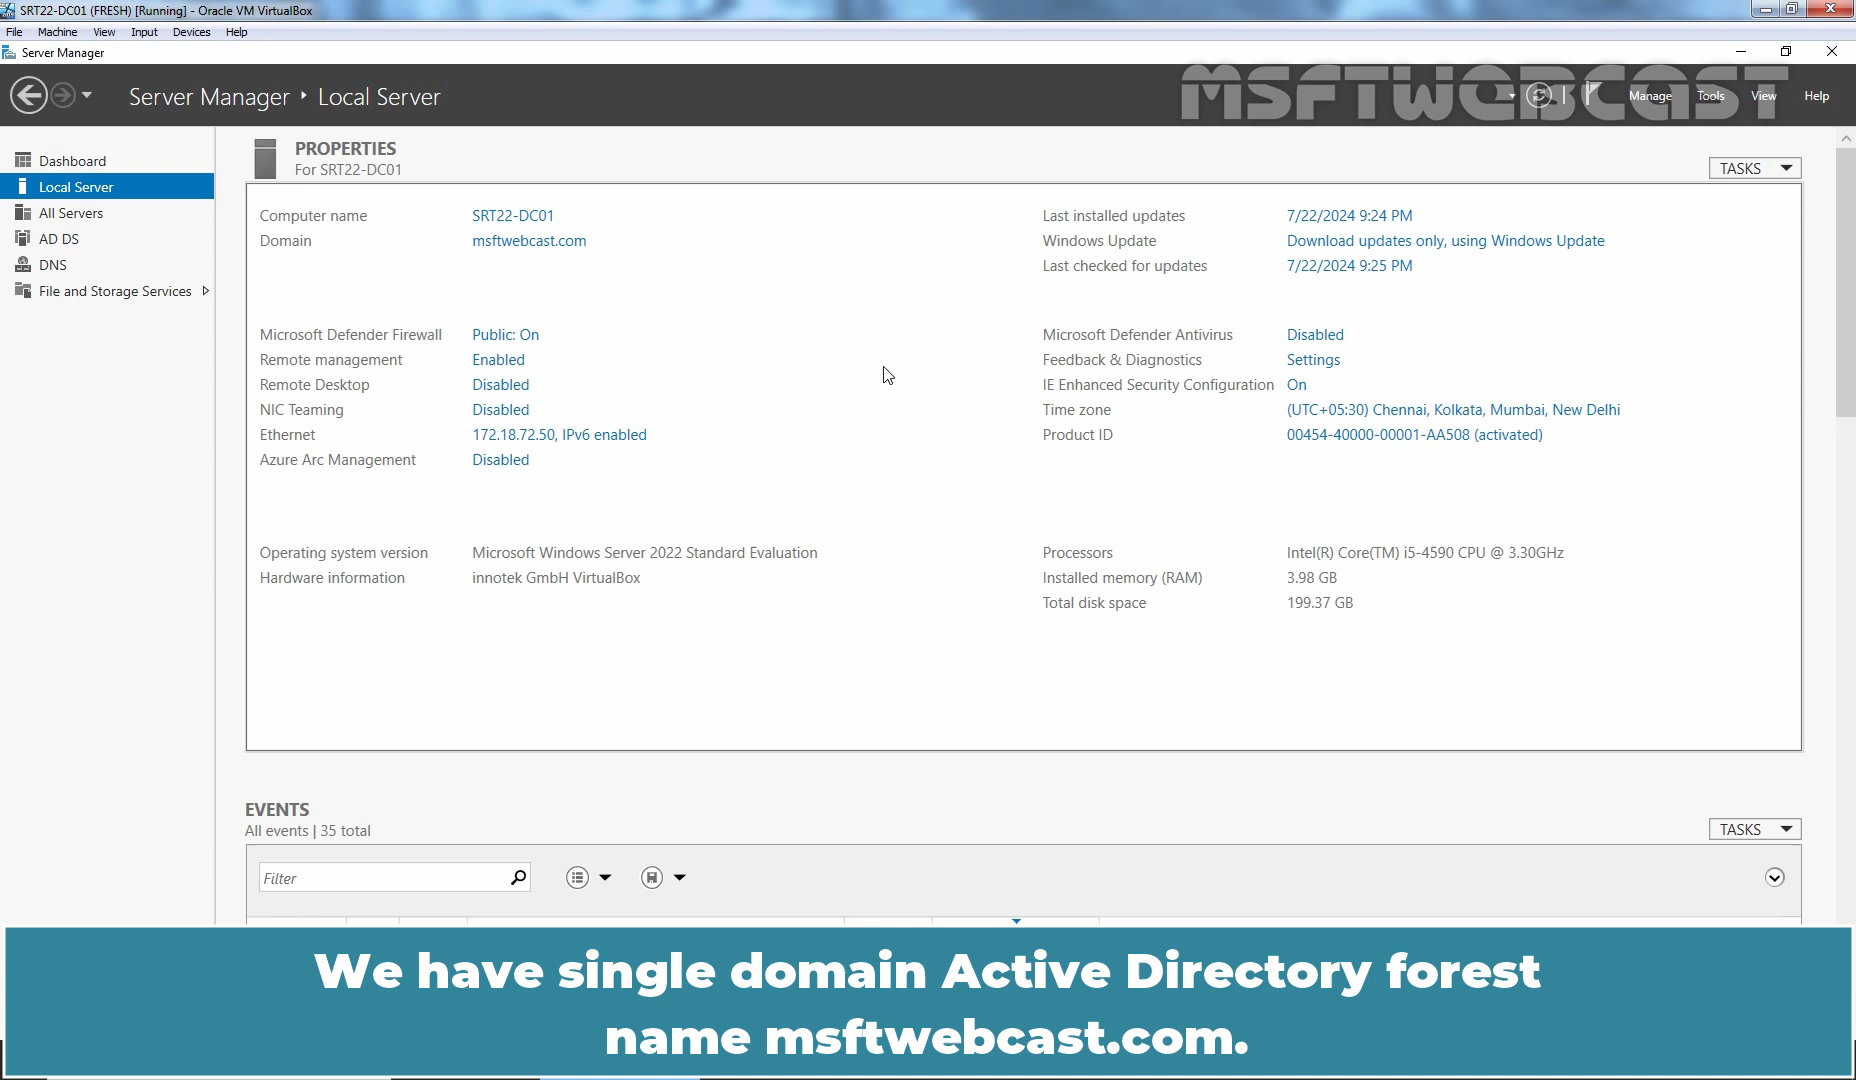 SRT22-DC01 (FRESH) [Running] - Oracle VM VirtualBox
File Machine View Input Devices Help
Server Manager
Server Manager ‣ Local Server
MSFTWEBCAST
Manage Tools View Help
Dashboard
Local Server
All Servers
AD DS
DNS
File and Storage Services
PROPERTIES
For SRT22-DC01
TASKS
Computer name SRT22-DC01
Domain msftwebcast.com
Last installed updates 7/22/2024 9:24 PM
Windows Update Download updates only, using Windows Update
Last checked for updates 7/22/2024 9:25 PM
Microsoft Defender Firewall Public: On
Remote management Enabled
Remote Desktop Disabled
NIC Teaming Disabled
Ethernet 172.18.72.50, IPv6 enabled
Azure Arc Management Disabled
Microsoft Defender Antivirus Disabled
Feedback & Diagnostics Settings
IE Enhanced Security Configuration On
Time zone (UTC+05:30) Chennai, Kolkata, Mumbai, New Delhi
Product ID 00454-40000-00001-AA508 (activated)
Operating system version Microsoft Windows Server 2022 Standard Evaluation
Hardware information innotek GmbH VirtualBox
Processors Intel(R) Core(TM) i5-4590 CPU @ 3.30GHz
Installed memory (RAM) 3.98 GB
Total disk space 199.37 GB
EVENTS
All events | 35 total
TASKS
Filter
We have single domain Active Directory forest
name msftwebcast.com.